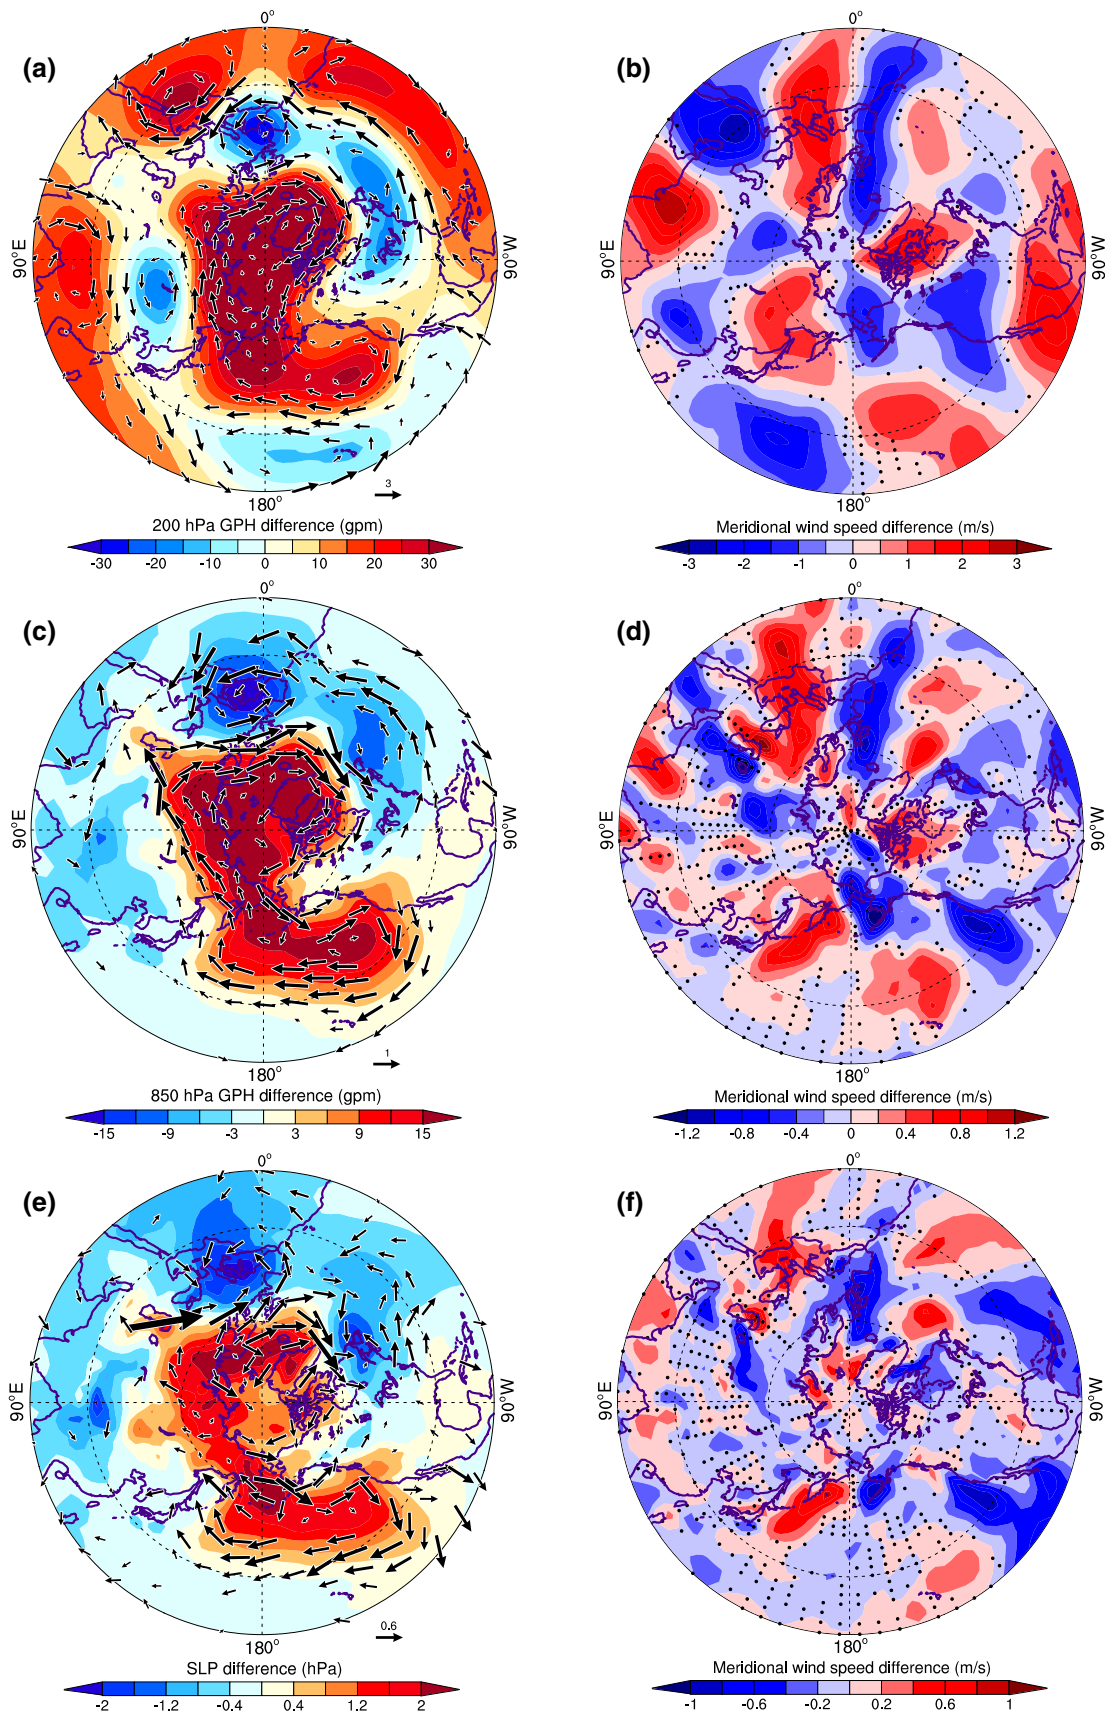 0°
(a)
(b)
0°
90°E
90°W
90°E
90°W
180°
3
180°
200 hPa GPH difference (gpm)
Meridional wind speed difference (m/s)
-30 -20 -10 0 10 20 30
-3 -2 -1 0 1 2 3
0°
0°
(c)
(d)
90°E
90°W
90°E
90°W
180°
1
180°
850 hPa GPH difference (gpm)
Meridional wind speed difference (m/s)
-15 -9 -3 3 9 15
-1.2 -0.8 -0.4 0 0.4 0.8 1.2
0°
0°
(e)
(f)
90°E
90°W
90°E
90°W
180°
0.6
180°
SLP difference (hPa)
Meridional wind speed difference (m/s)
-2 -1.2 -0.4 0.4 1.2 2
-1 -0.6 -0.2 0.2 0.6 1